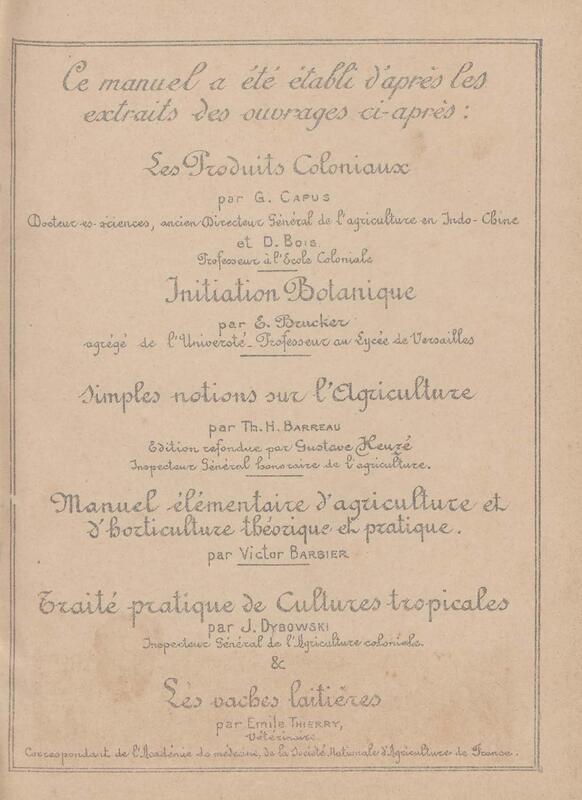 Ce manuel a été établi d'après les
extraits des ouvrages ci-après :
Les Produits Coloniaux
par G. CAPUS
Docteur-es-sciences, ancien Directeur Général de l'agriculture en Indo-Chine
et D. BOIS
Professeur à l'Ecole Coloniale
Initiation Botanique
par E. Brucker
agrégé de l'Univeroté - Professeur au Lycée de Versailles
Simples notions sur l'Agriculture
par Th. H. BARREAU
Edition refondue par Gustave Heuzé
Inspecteur Général honoraire de l'agriculture.
Manuel élémentaire d'agriculture et
d'horticulture théorique et pratique.
par Victor BARBIER
Traité pratique de Cultures tropicales
par J. DYBOWSKI
Inspecteur Général de l'Agriculture coloniale.
&
Les vaches laitières
par Emile THIERRY,
Vétérinaire
Correspondant de l'Académie de médecine, de la Société Nationale d'Agriculture de France.